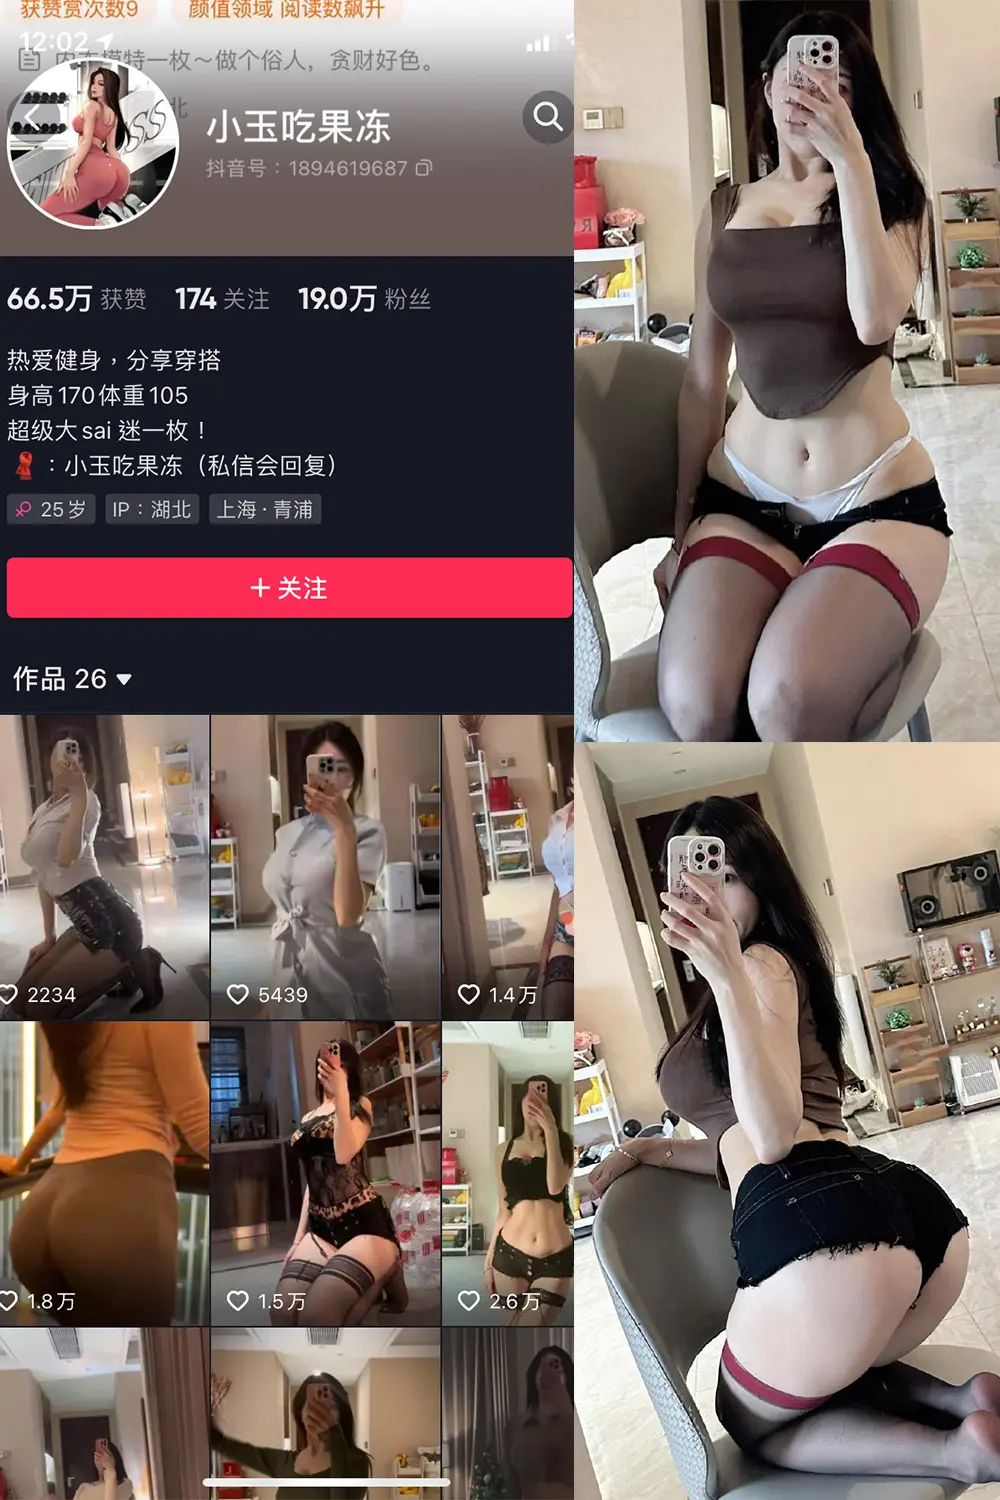 获赞赏次数9 颜值领域 阅读数飙升
12:02
内衣模特一枚～做个俗人，贪财好色。
北
小玉吃果冻
抖音号：1894619687
66.5万 获赞 174 关注 19.0万 粉丝
热爱健身，分享穿搭
身高170体重105
超级大sai 迷一枚！
：小玉吃果冻（私信会回复）
25岁 IP：湖北 上海·青浦
＋关注
作品 26
2234 5439 1.4万
1.8万 1.5万 2.6万